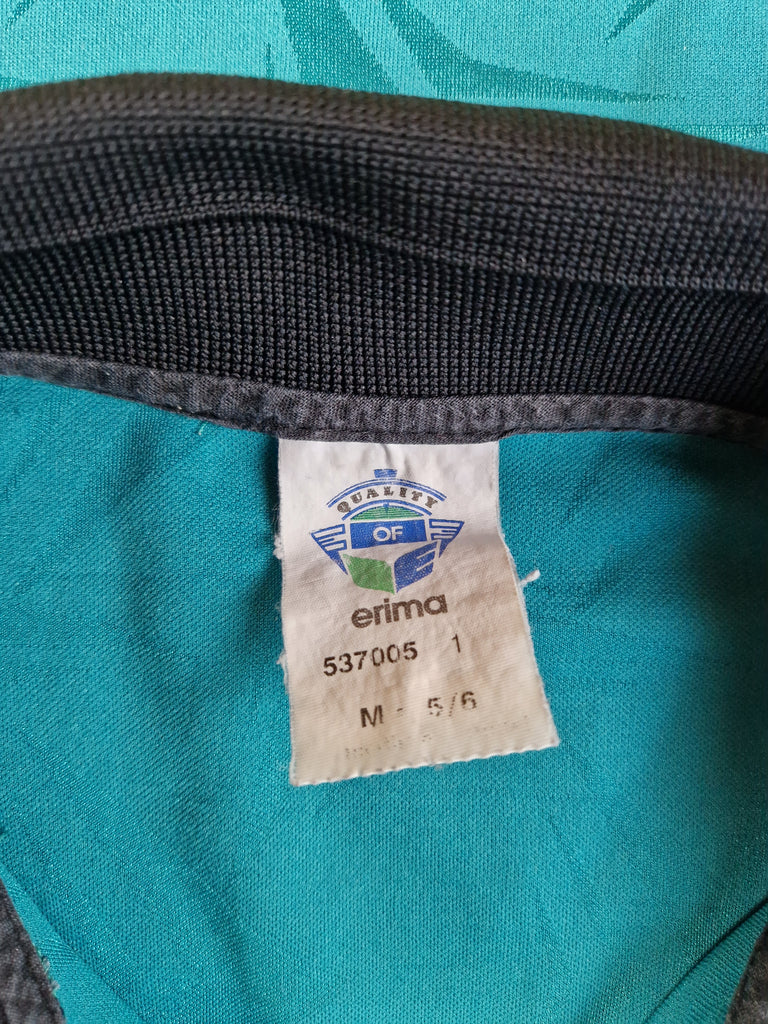 QUALITY
OF
erima
537005 1
M - 5/6